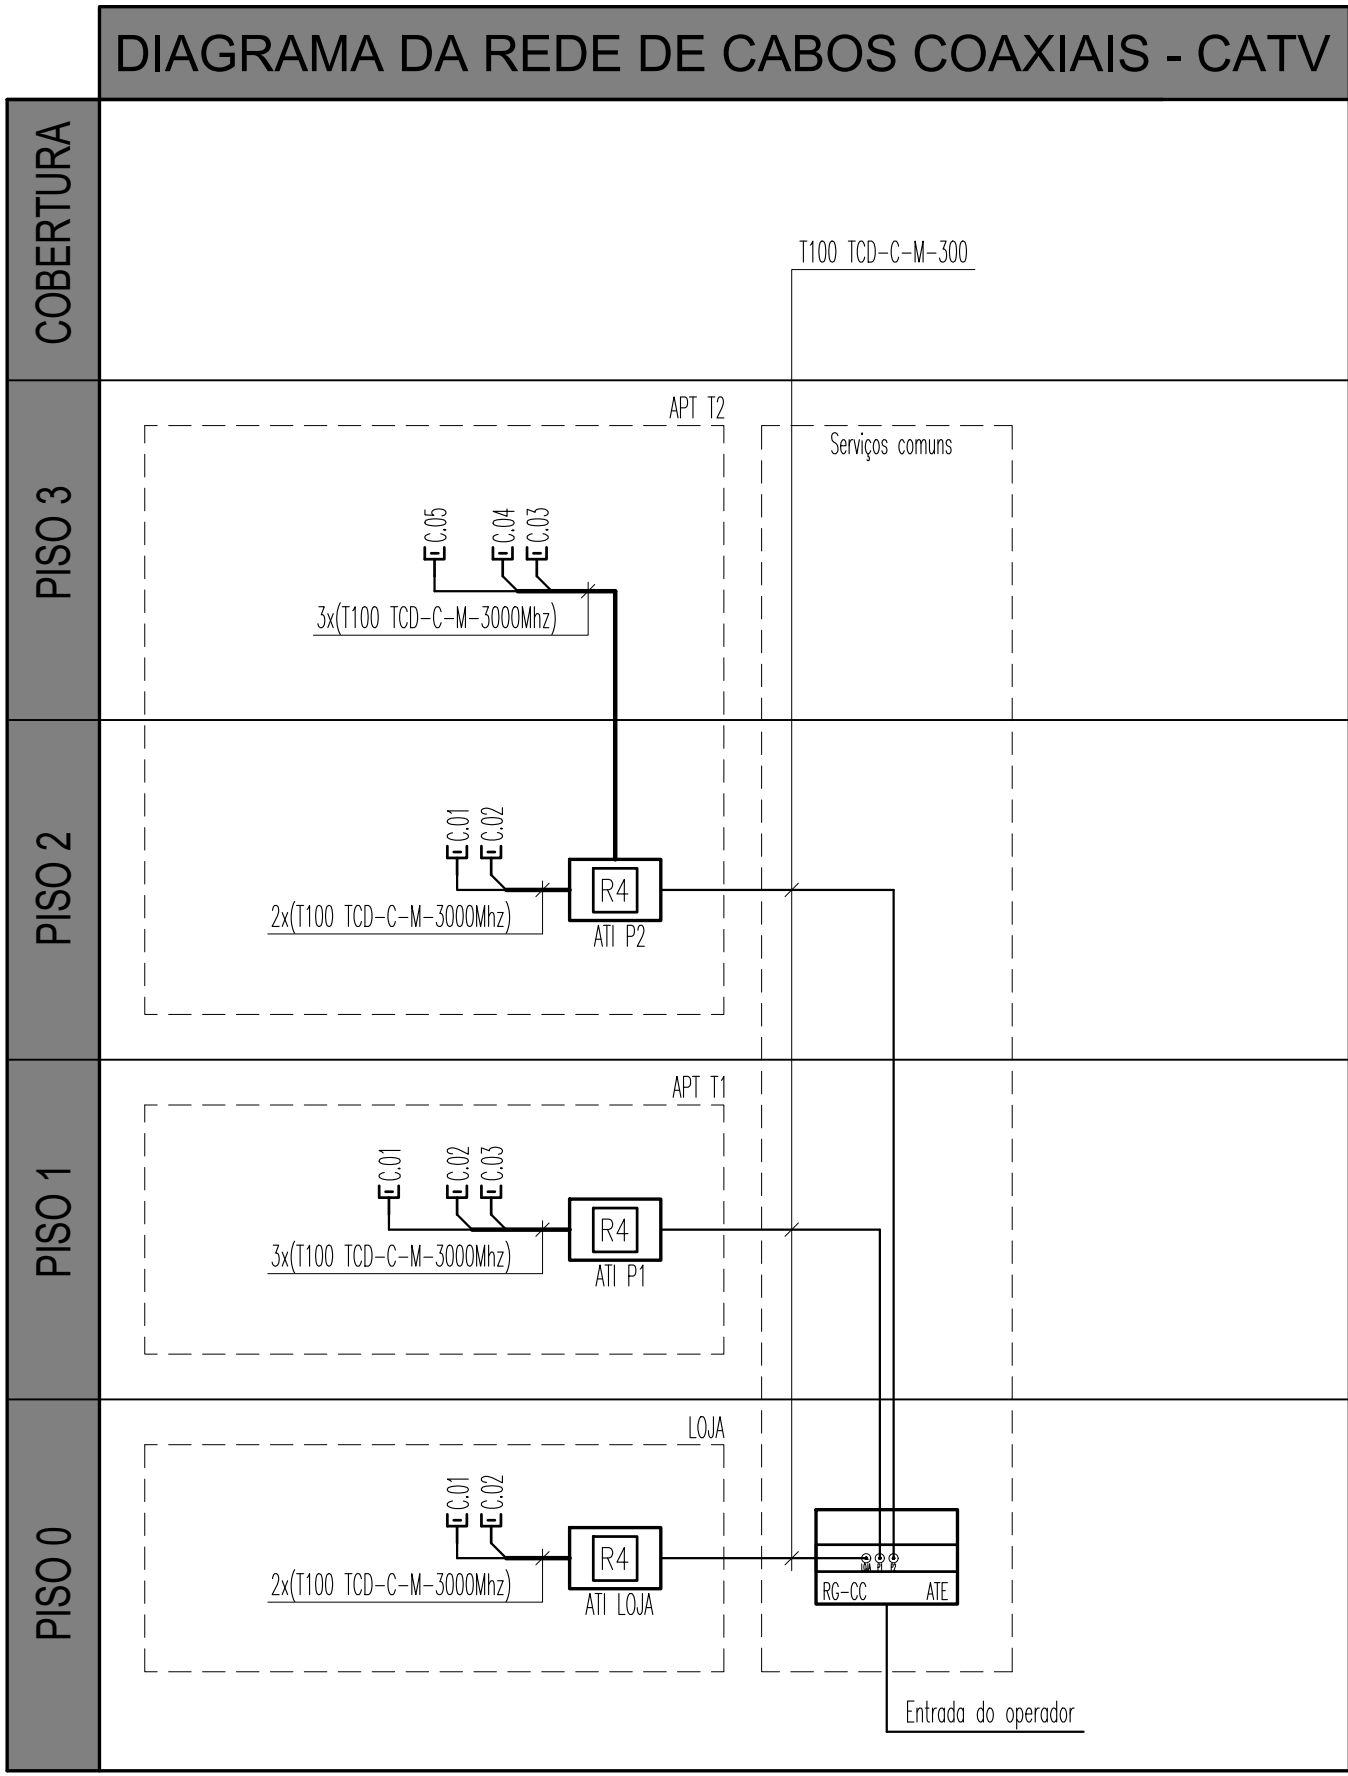 DIAGRAMA DA REDE DE CABOS COAXIAIS - CATV
COBERTURA
T100 TCD-C-M-300
PISO 3
APT T2
Serviços comuns
C.05
C.04
C.03
3x(T100 TCD-C-M-3000Mhz)
PISO 2
C.01
C.02
R4
2x(T100 TCD-C-M-3000Mhz)
ATI P2
PISO 1
APT T1
C.01
C.02
C.03
R4
3x(T100 TCD-C-M-3000Mhz)
ATI P1
PISO 0
LOJA
C.01
C.02
R4
2x(T100 TCD-C-M-3000Mhz)
ATI LOJA
LOJA P1 P2
RG-CC ATE
Entrada do operador